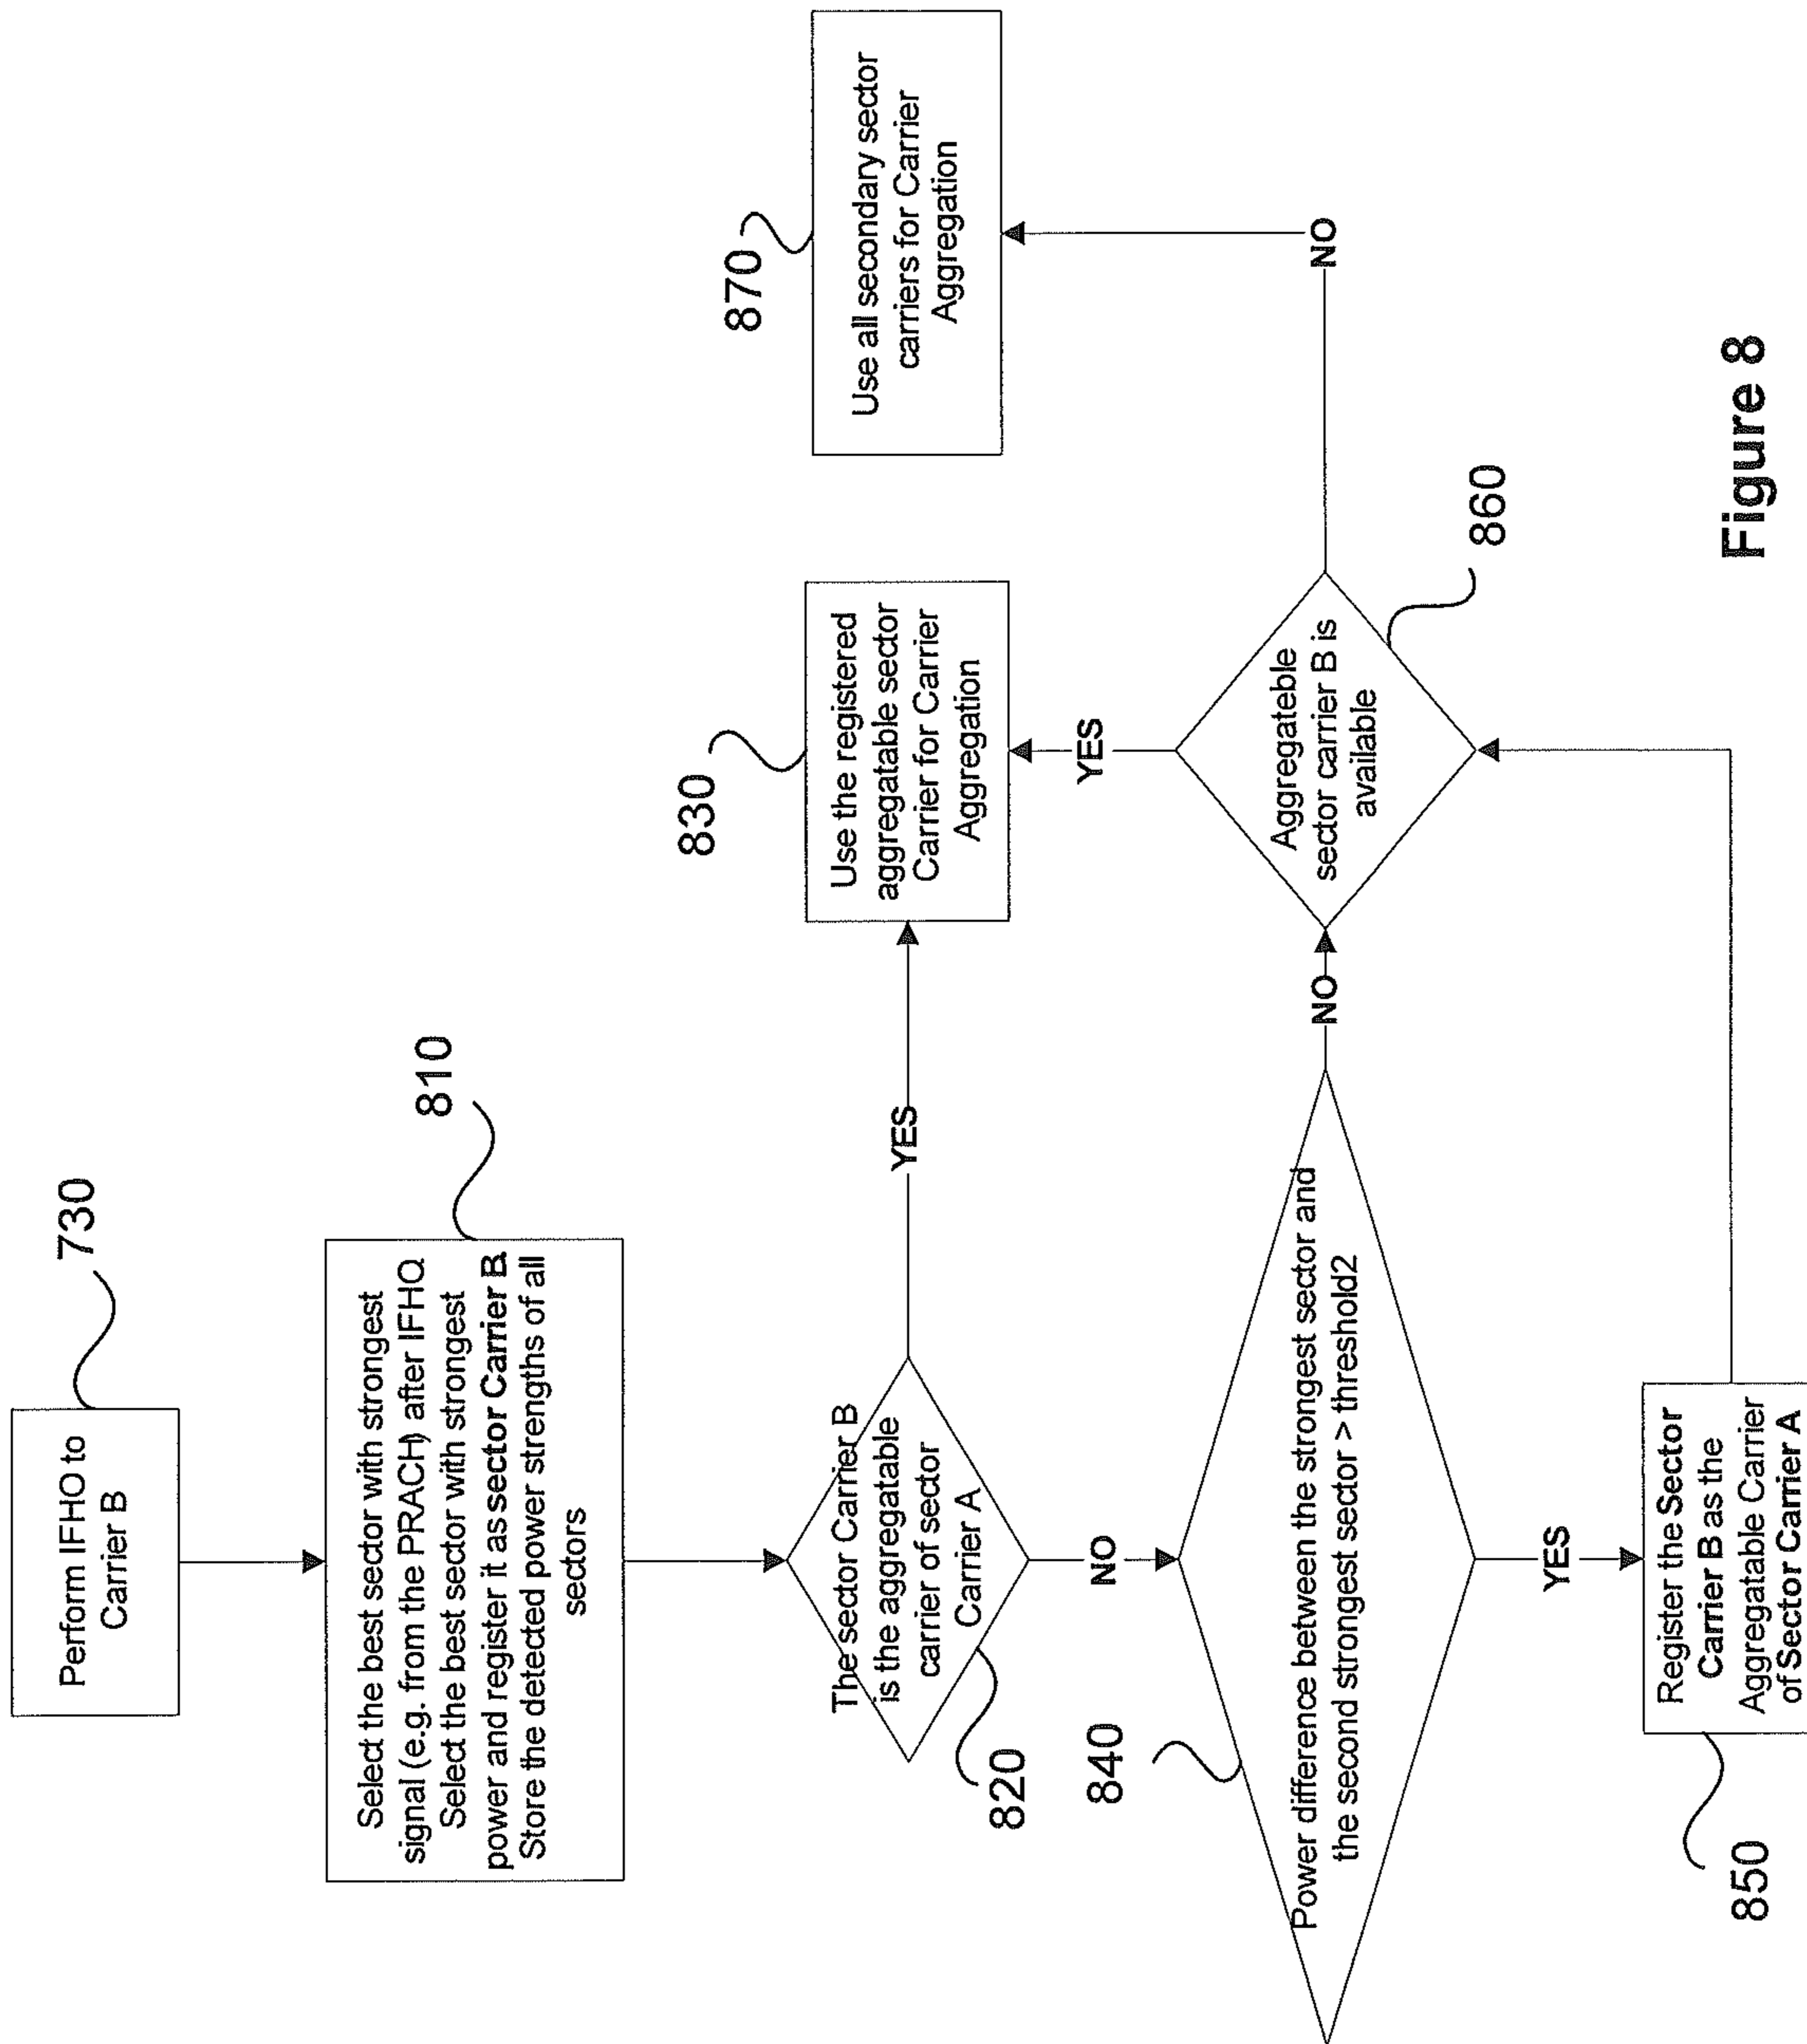 730
Perform IFHO to
Carrier B
810
Select the best sector with strongest
signal (e.g. from the PRACH) after IFHO.
Select the best sector with strongest
power and register it as sector Carrier B.
Store the detected power strengths of all
sectors
820
The sector Carrier B
is the aggregatable
carrier of sector
Carrier A
YES
NO
830
Use the registered
aggregatable sector
Carrier for Carrier
Aggregation
840
Power difference between the strongest sector and
the second strongest sector > threshold2
NO
YES
850
Register the Sector
Carrier B as the
Aggregatable Carrier
of Sector Carrier A
860
Aggregateble
sector carrier B is
available
YES
NO
870
Use all secondary sector
carriers for Carrier
Aggregation
Figure 8